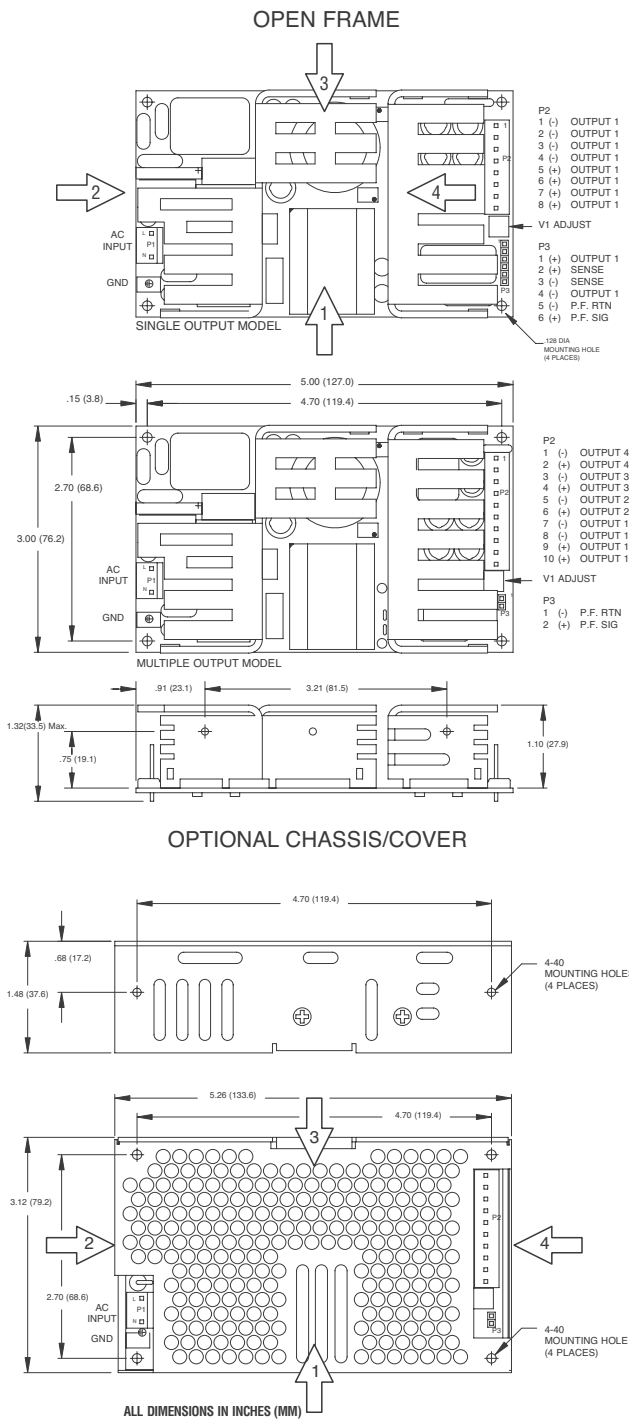 OPEN FRAME
3
2
4
1
AC
INPUT
L
P1
N
GND
1
P2
P3
P2
1 (-) OUTPUT 1
2 (-) OUTPUT 1
3 (-) OUTPUT 1
4 (-) OUTPUT 1
5 (+) OUTPUT 1
6 (+) OUTPUT 1
7 (+) OUTPUT 1
8 (+) OUTPUT 1
V1 ADJUST
P3
1 (+) OUTPUT 1
2 (+) SENSE
3 (-) SENSE
4 (-) OUTPUT 1
5 (-) P.F. RTN
6 (+) P.F. SIG
.128 DIA
MOUNTING HOLE
(4 PLACES)
SINGLE OUTPUT MODEL
5.00 (127.0)
.15 (3.8)
4.70 (119.4)
2.70 (68.6)
3.00 (76.2)
AC
INPUT
L
P1
N
GND
1
P2
1
P3
P2
1 (-) OUTPUT 4
2 (+) OUTPUT 4
3 (-) OUTPUT 3
4 (+) OUTPUT 3
5 (-) OUTPUT 2
6 (+) OUTPUT 2
7 (-) OUTPUT 1
8 (-) OUTPUT 1
9 (+) OUTPUT 1
10 (+) OUTPUT 1
V1 ADJUST
P3
1 (-) P.F. RTN
2 (+) P.F. SIG
MULTIPLE OUTPUT MODEL
.91 (23.1)
3.21 (81.5)
1.32(33.5) Max.
.75 (19.1)
1.10 (27.9)
OPTIONAL CHASSIS/COVER
4.70 (119.4)
.68 (17.2)
1.48 (37.6)
4-40
MOUNTING HOLES
(4 PLACES)
5.26 (133.6)
4.70 (119.4)
3
3.12 (79.2)
2.70 (68.6)
2
4
AC
INPUT
L
P1
N
GND
P2
P3
1
4-40
MOUNTING HOLE
(4 PLACES)
ALL DIMENSIONS IN INCHES (MM)